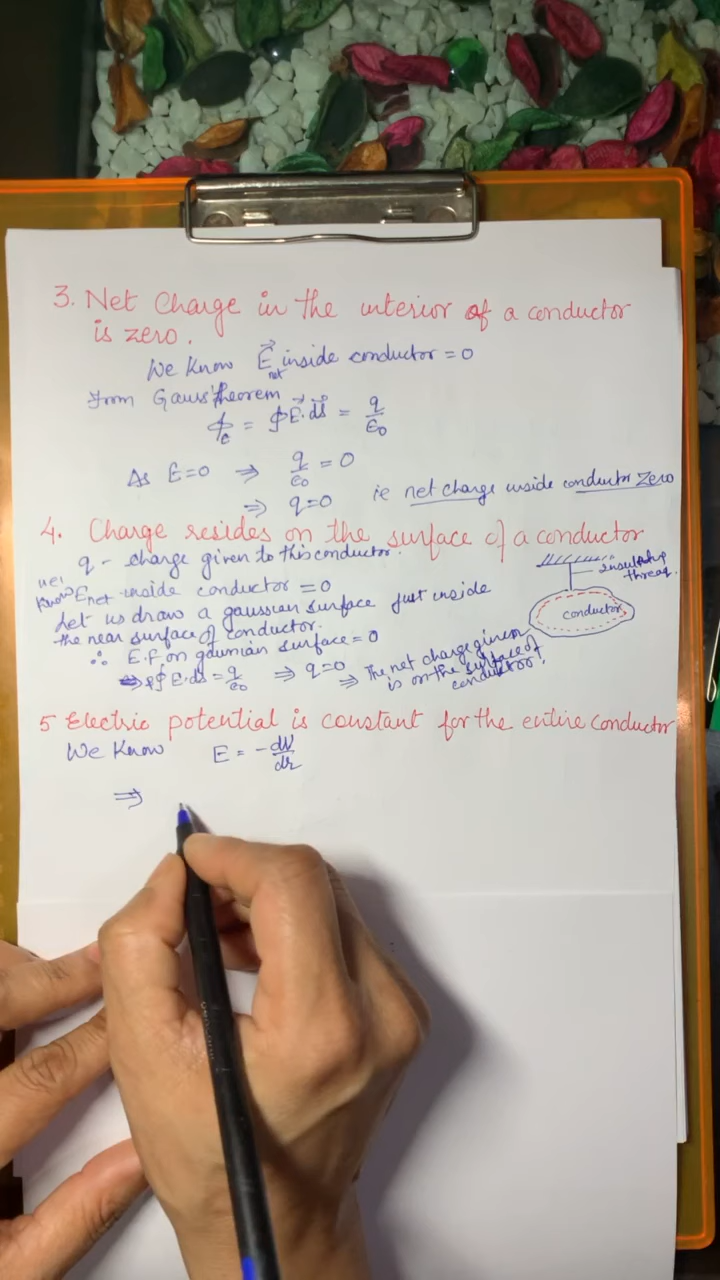 3. Net Charge in the interior of a conductor
is zero.
We Know E⃗net inside conductor = 0
From Gauss' theorem
ϕe = ∮E⃗.ds⃗ = q/ε0
As E=0 ⇒ q/ε0 = 0
⇒ q=0 ie net charge inside conductor zero
4. Charge resides on the surface of a conductor
q - charge given to this conductor.
we know Enet inside conductor = 0
Let us draw a gaussian surface just inside
the near surface of conductor.
∴ E.F on gaussian surface = 0
⇒ ∮E.ds = q/ε0 ⇒ q=0 ⇒ The net charge given
is on the surface of
conductor.
insulating
thread.
conductor
5 Electric potential is constant for the entire conductor
We Know E = -dV/dr
⇒